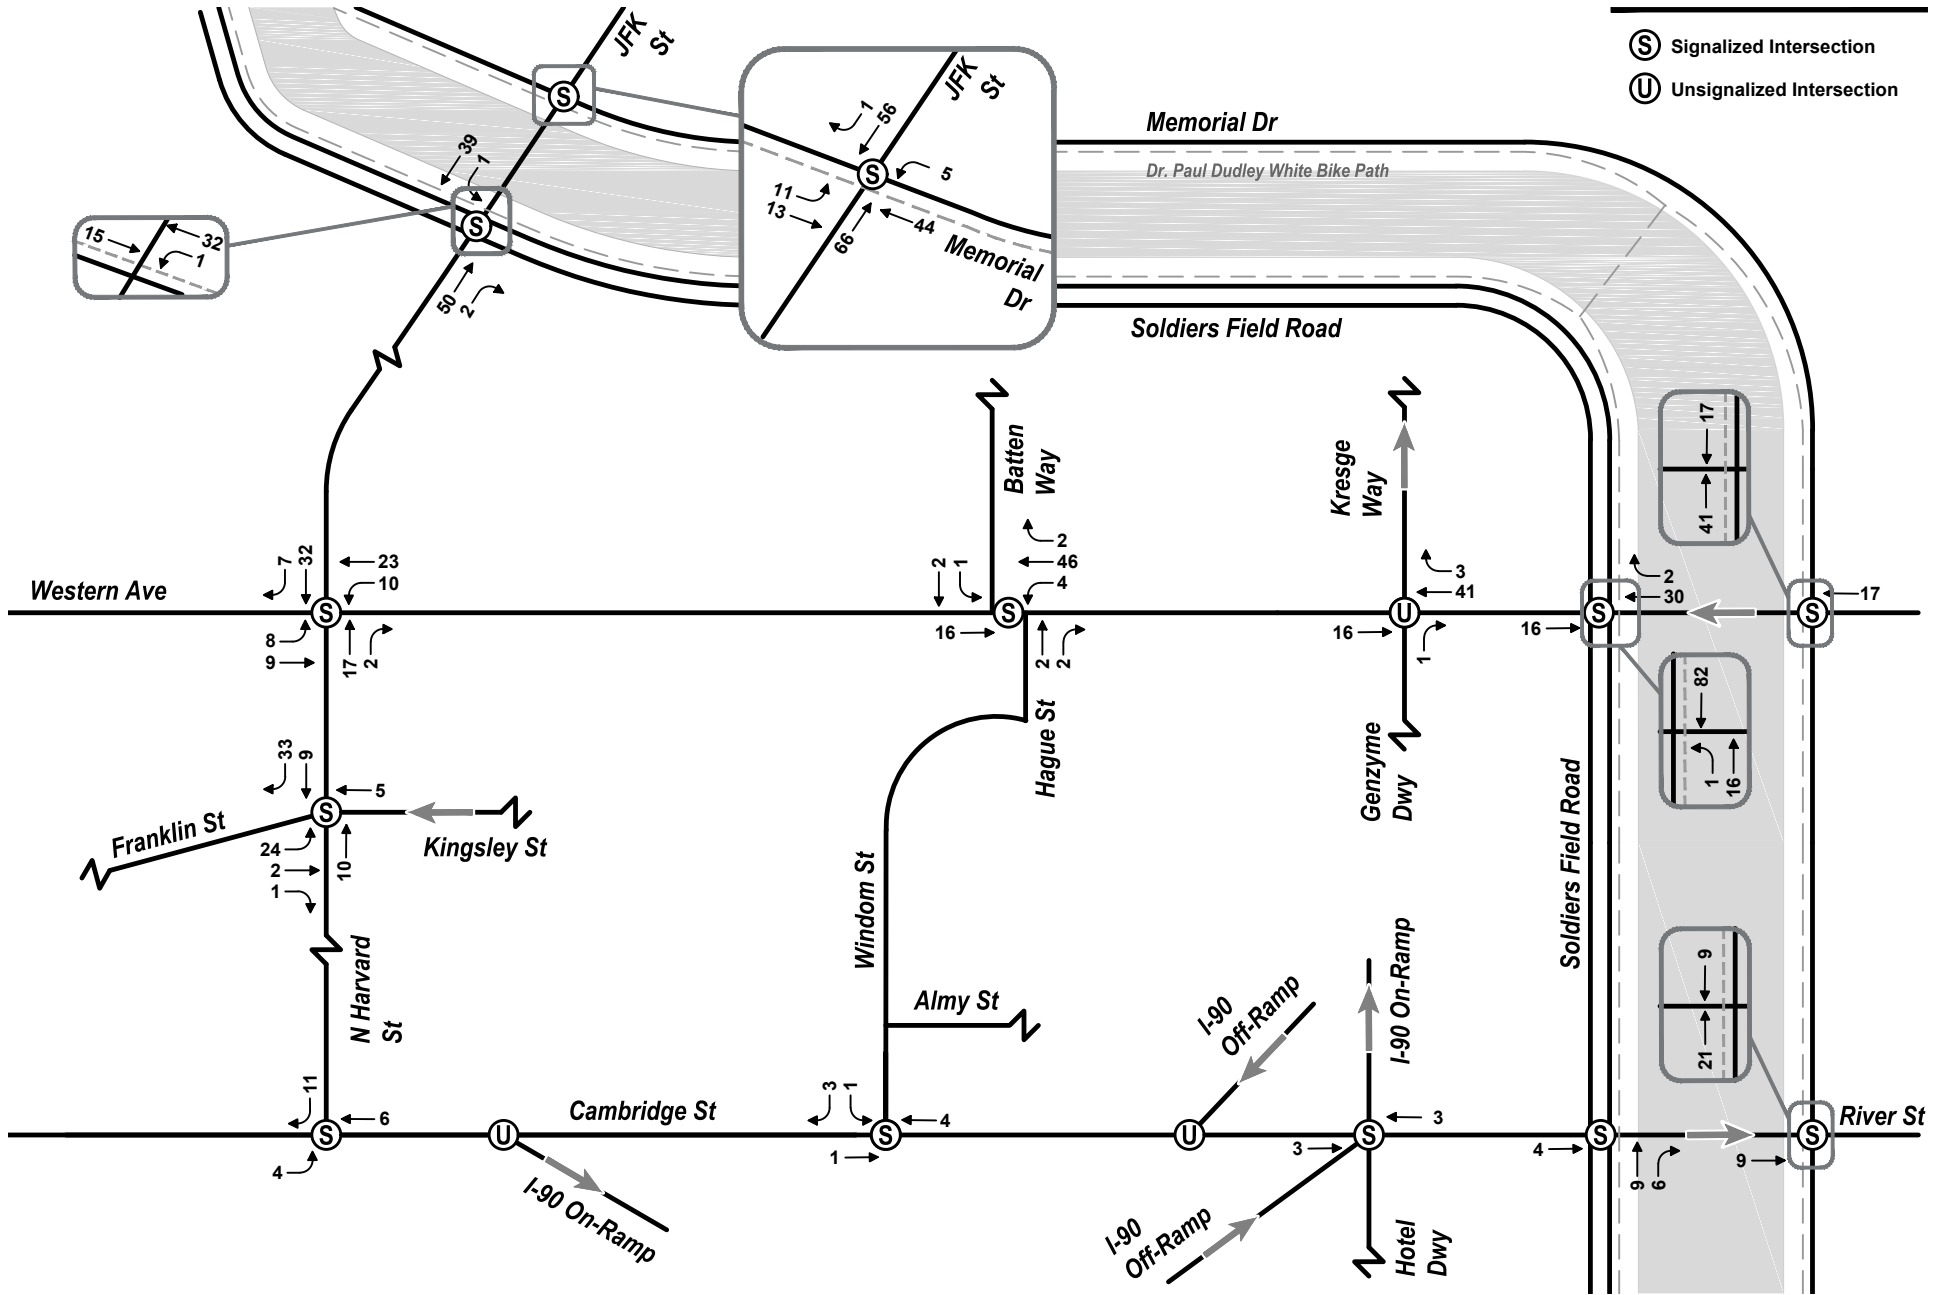 S Signalized Intersection
U Unsignalized Intersection
JFK
St
S
JFK
St
1
56
S
5
11
13
66
44
Memorial
Dr
Memorial Dr
Dr. Paul Dudley White Bike Path
Soldiers Field Road
39
1
S
15
32
1
50
2
Batten
Way
Kresge
Way
17
41
Western Ave
7
32
23
10
S
8
9
17
2
2
1
2
46
4
S
16
2
2
3
41
U
16
1
2
30
S
16
17
S
82
1
16
33
9
5
S
Franklin St
24
2
1
10
Kingsley St
Hague St
Genzyme
Dwy
Soldiers Field Road
Windom St
N Harvard
St
Almy St
I-90
Off-Ramp
I-90 On-Ramp
9
21
11
6
S
4
U
Cambridge St
I-90 On-Ramp
3
1
4
S
1
U
3
S
3
I-90
Off-Ramp
Hotel
Dwy
S
4
9
6
9
S
River St